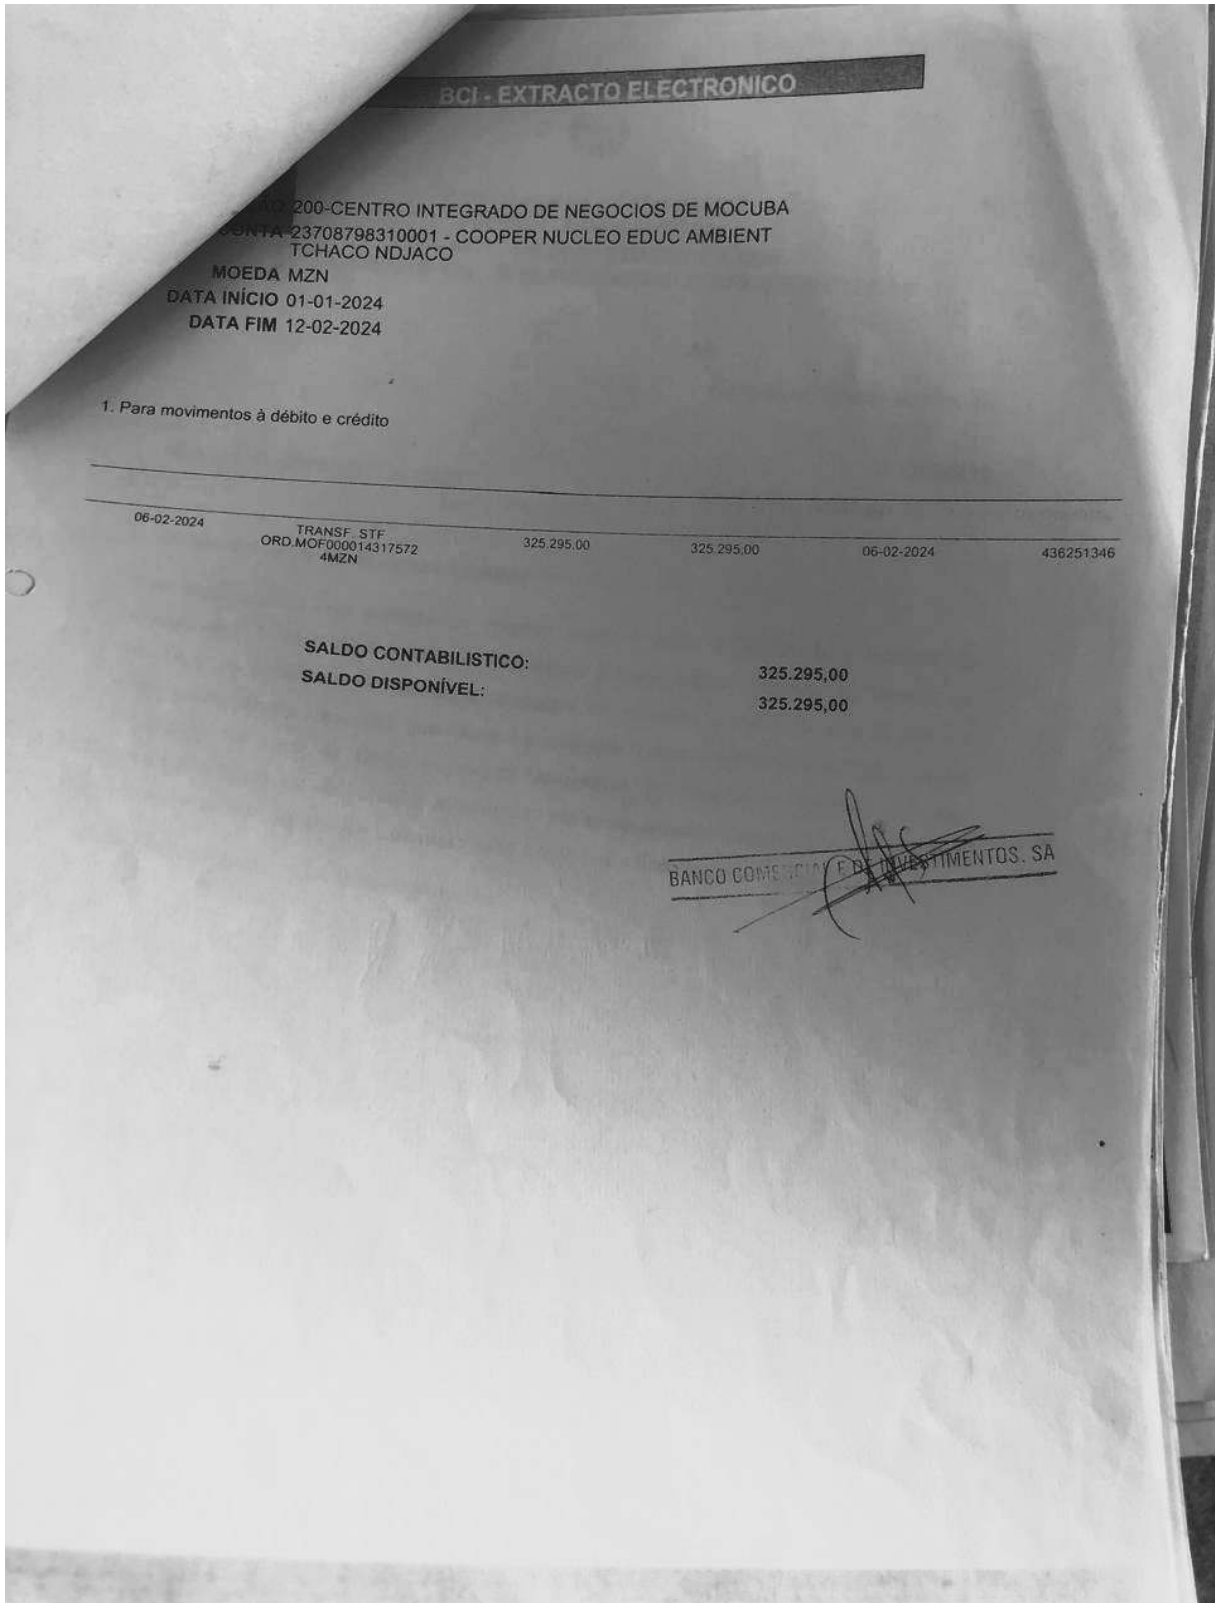 BCI - EXTRACTO ELECTRONICO
200-CENTRO INTEGRADO DE NEGOCIOS DE MOCUBA
CONTA 23708798310001 - COOPER NUCLEO EDUC AMBIENT
TCHACO NDJACO
MOEDA MZN
DATA INÍCIO 01-01-2024
DATA FIM 12-02-2024
1. Para movimentos à débito e crédito
06-02-2024 TRANSF. STF 325.295,00 325.295,00 06-02-2024 436251346
ORD.MOF000014317572
4MZN
SALDO CONTABILISTICO: 325.295,00
SALDO DISPONÍVEL: 325.295,00
BANCO COMERCIAL E DE INVESTIMENTOS. SA